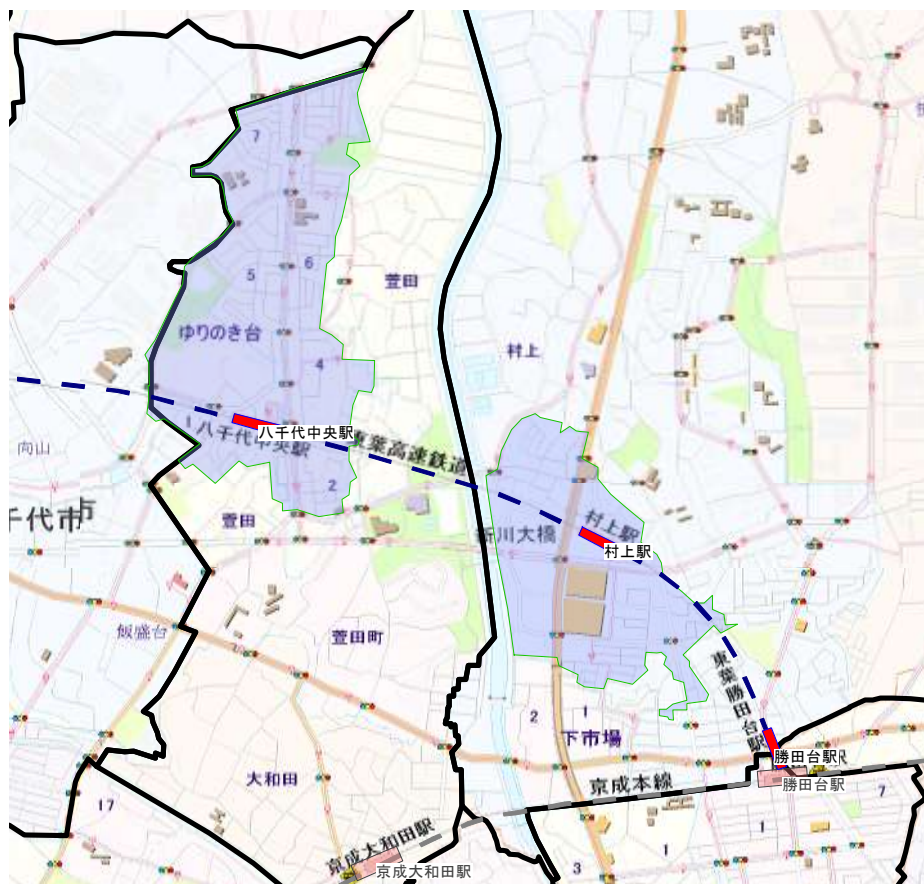 7
5
6
萱田
ゆりのき台
4
村上
向山
1
八千代中央駅
八千代中央駅
東葉高速鉄道
2
千代市
市
萱田
新川大橋
村上駅
村上駅
飯盛台
萱田町
東葉勝田台駅
2
1
下市場
勝田台駅
勝田台駅
大和田
京成本線
17
7
1
京成大和田駅
京成大和田駅
3
1
1